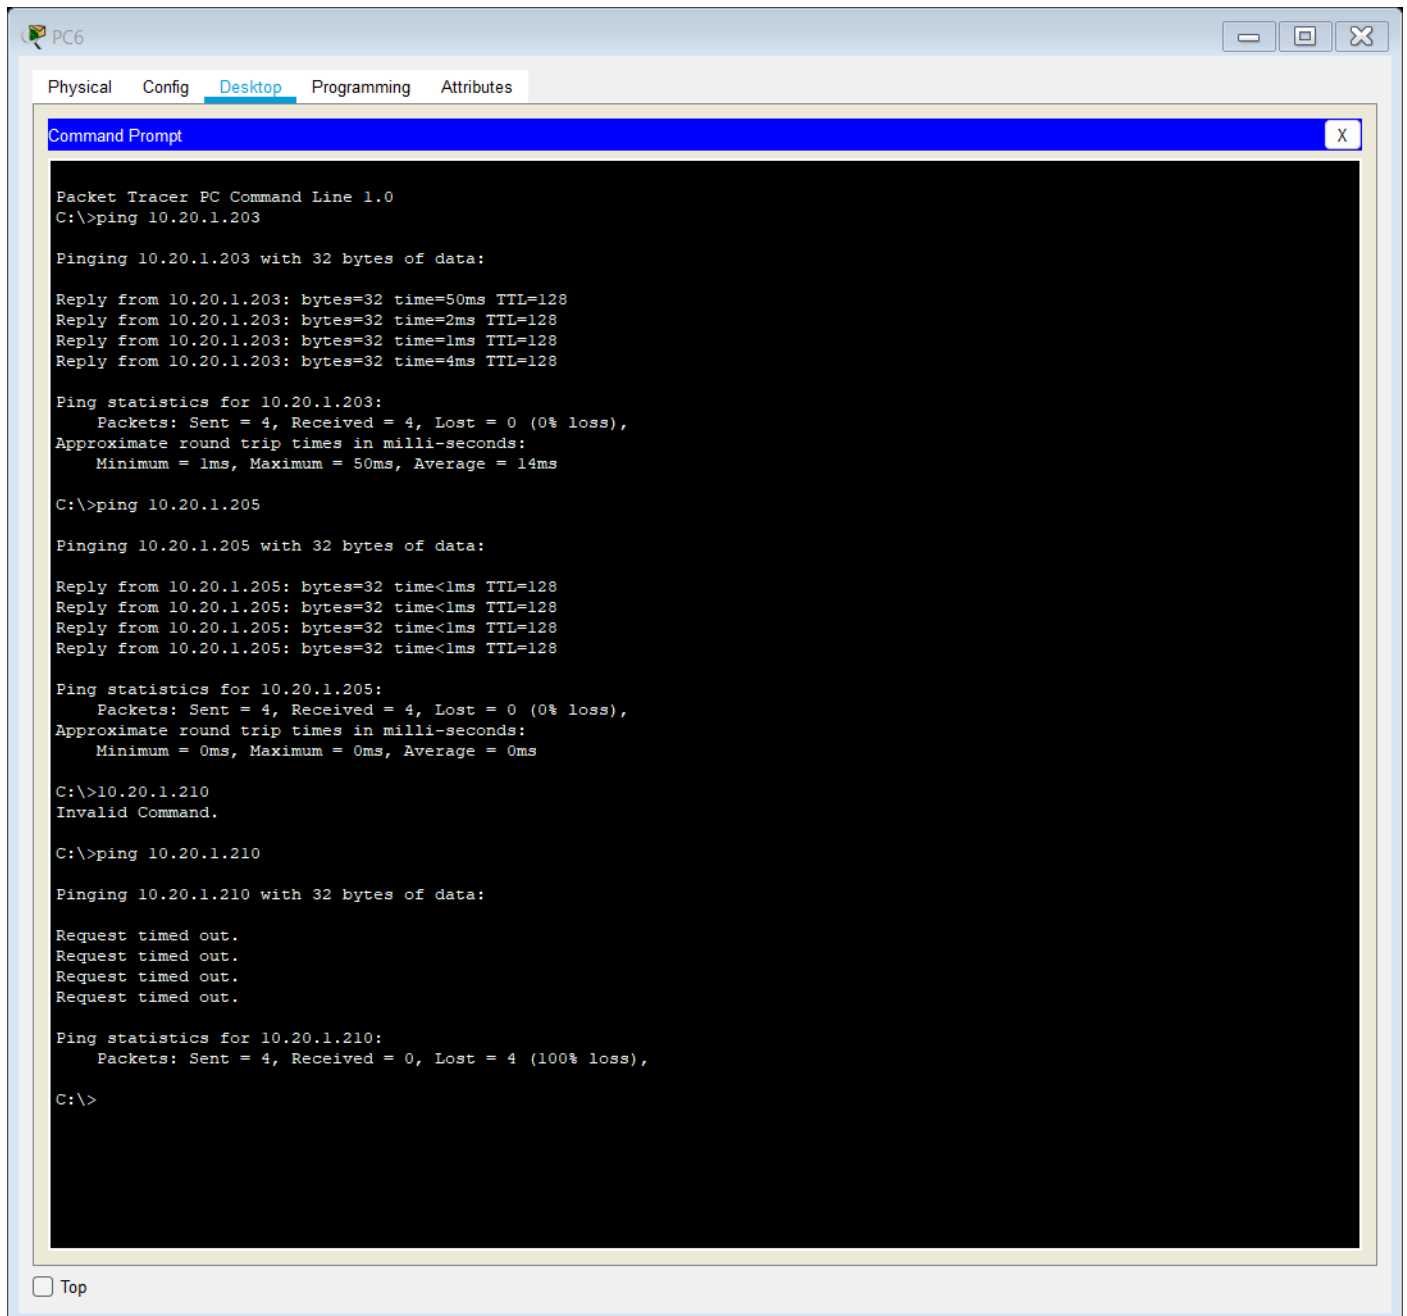 PC6
Physical Config Desktop Programming Attributes
Command Prompt X
Packet Tracer PC Command Line 1.0
C:\>ping 10.20.1.203
Pinging 10.20.1.203 with 32 bytes of data:
Reply from 10.20.1.203: bytes=32 time=50ms TTL=128
Reply from 10.20.1.203: bytes=32 time=2ms TTL=128
Reply from 10.20.1.203: bytes=32 time=1ms TTL=128
Reply from 10.20.1.203: bytes=32 time=4ms TTL=128
Ping statistics for 10.20.1.203:
Packets: Sent = 4, Received = 4, Lost = 0 (0% loss),
Approximate round trip times in milli-seconds:
Minimum = 1ms, Maximum = 50ms, Average = 14ms
C:\>ping 10.20.1.205
Pinging 10.20.1.205 with 32 bytes of data:
Reply from 10.20.1.205: bytes=32 time<1ms TTL=128
Reply from 10.20.1.205: bytes=32 time<1ms TTL=128
Reply from 10.20.1.205: bytes=32 time<1ms TTL=128
Reply from 10.20.1.205: bytes=32 time<1ms TTL=128
Ping statistics for 10.20.1.205:
Packets: Sent = 4, Received = 4, Lost = 0 (0% loss),
Approximate round trip times in milli-seconds:
Minimum = 0ms, Maximum = 0ms, Average = 0ms
C:\>10.20.1.210
Invalid Command.
C:\>ping 10.20.1.210
Pinging 10.20.1.210 with 32 bytes of data:
Request timed out.
Request timed out.
Request timed out.
Request timed out.
Ping statistics for 10.20.1.210:
Packets: Sent = 4, Received = 0, Lost = 4 (100% loss),
C:\>
Top